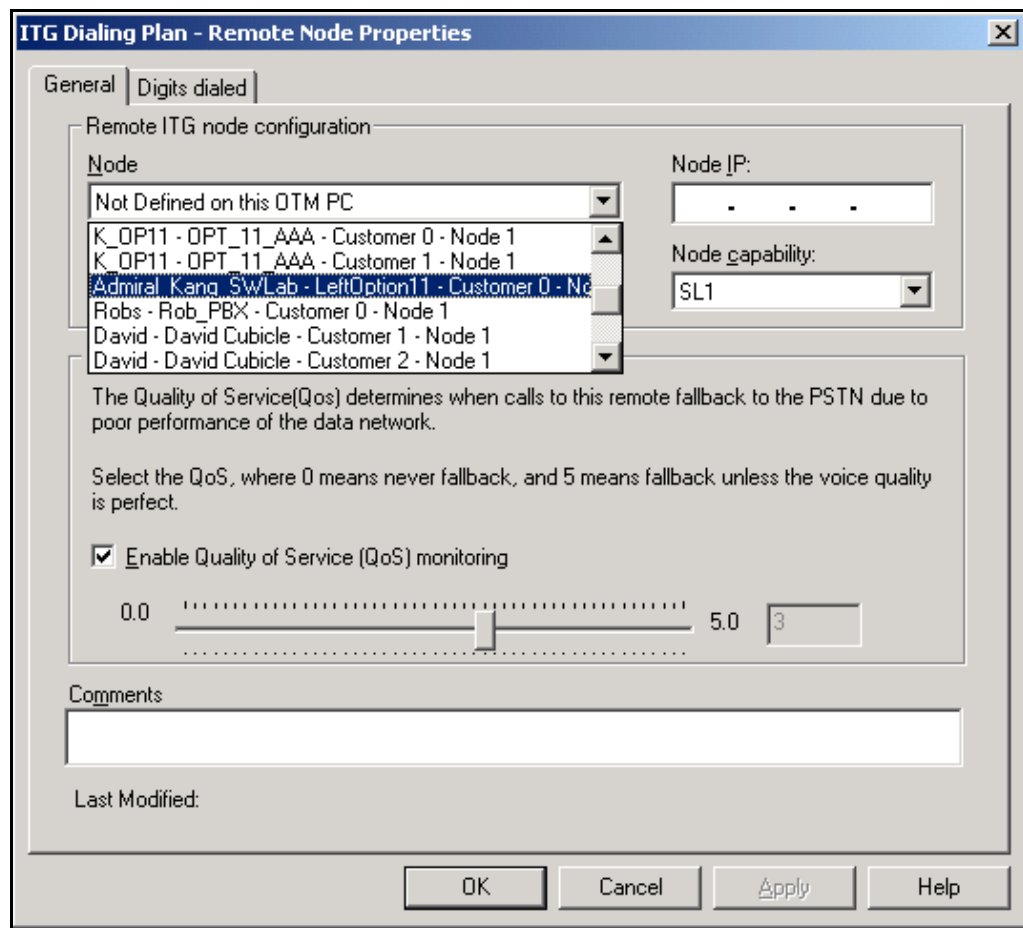 ITG Dialing Plan - Remote Node Properties
General
Digits dialed
Remote ITG node configuration
Node
Not Defined on this OTM PC
K_OP11 - OPT_11_AAA - Customer 0 - Node 1
K_OP11 - OPT_11_AAA - Customer 1 - Node 1
Admiral_Kang_SWLab - LeftOption11 - Customer 0 - No
Robs - Rob_PBX - Customer 0 - Node 1
David - David Cubicle - Customer 1 - Node 1
David - David Cubicle - Customer 2 - Node 1
Node IP:
. . .
Node capability:
SL1
The Quality of Service(Qos) determines when calls to this remote fallback to the PSTN due to
poor performance of the data network.
Select the QoS, where 0 means never fallback, and 5 means fallback unless the voice quality
is perfect.
Enable Quality of Service (QoS) monitoring
0.0
5.0
3
Comments
Last Modified:
OK
Cancel
Apply
Help